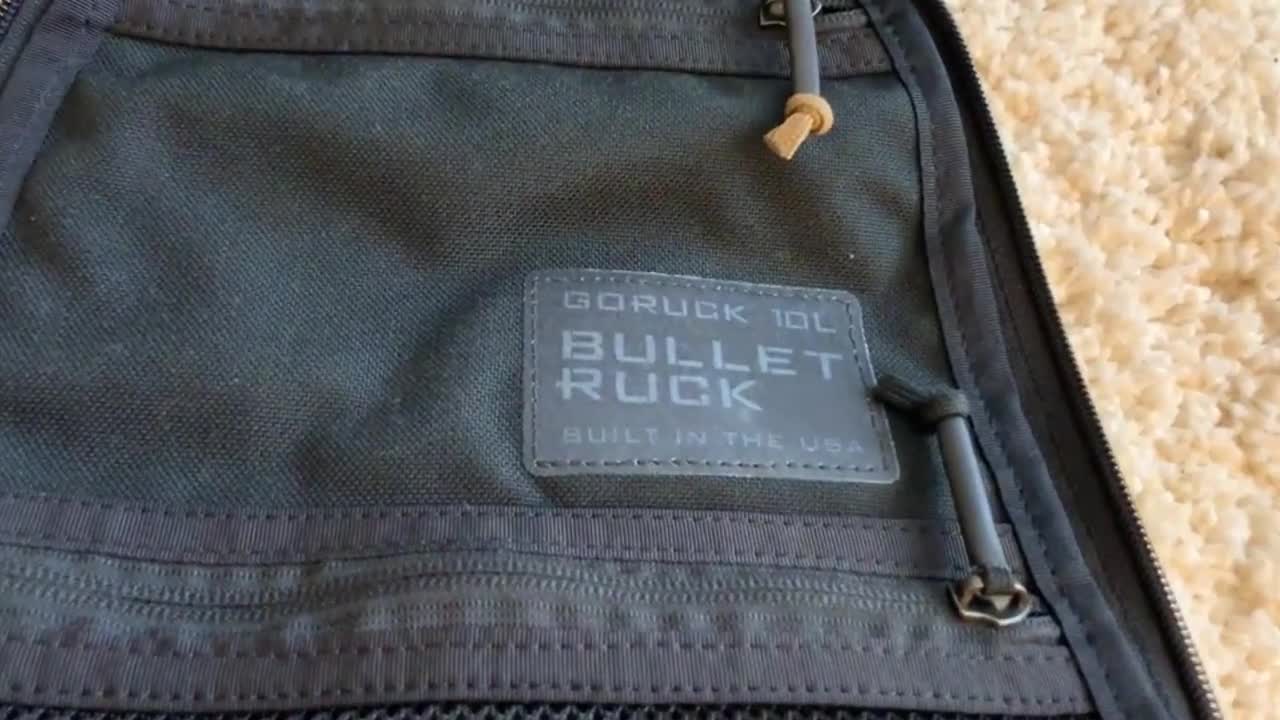 GORUCK 10L
BULLET
RUCK
BUILT IN THE USA